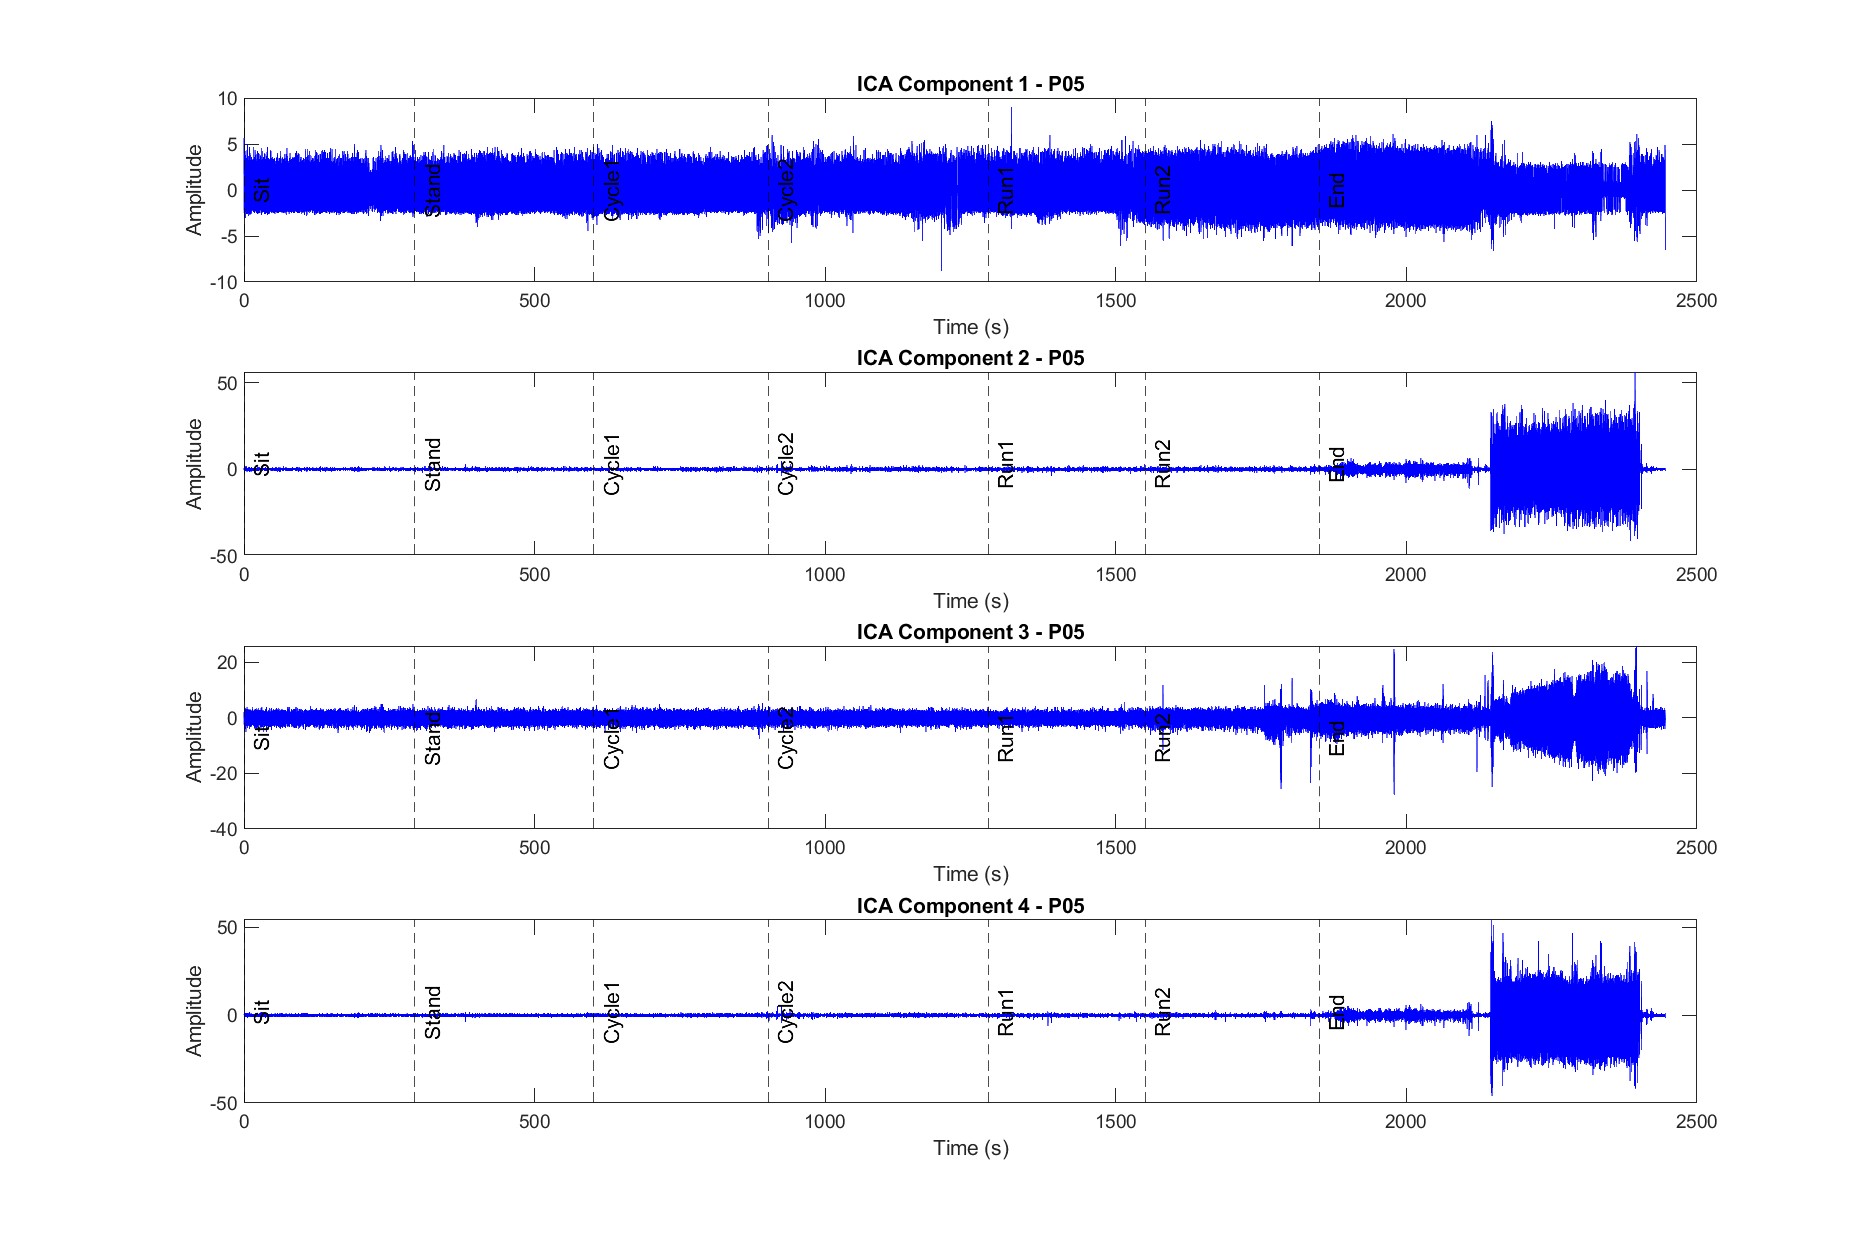 ICA Component 1 - P05
Amplitude
10
5
0
-5
-10
Sit
Stand
Cycle1
Cycle2
Run1
Run2
End
0 500 1000 1500 2000 2500
Time (s)
ICA Component 2 - P05
Amplitude
50
0
-50
Sit
Stand
Cycle1
Cycle2
Run1
Run2
End
0 500 1000 1500 2000 2500
Time (s)
ICA Component 3 - P05
Amplitude
20
0
-20
-40
Sit
Stand
Cycle1
Cycle2
Run1
Run2
End
0 500 1000 1500 2000 2500
Time (s)
ICA Component 4 - P05
Amplitude
50
0
-50
Sit
Stand
Cycle1
Cycle2
Run1
Run2
End
0 500 1000 1500 2000 2500
Time (s)